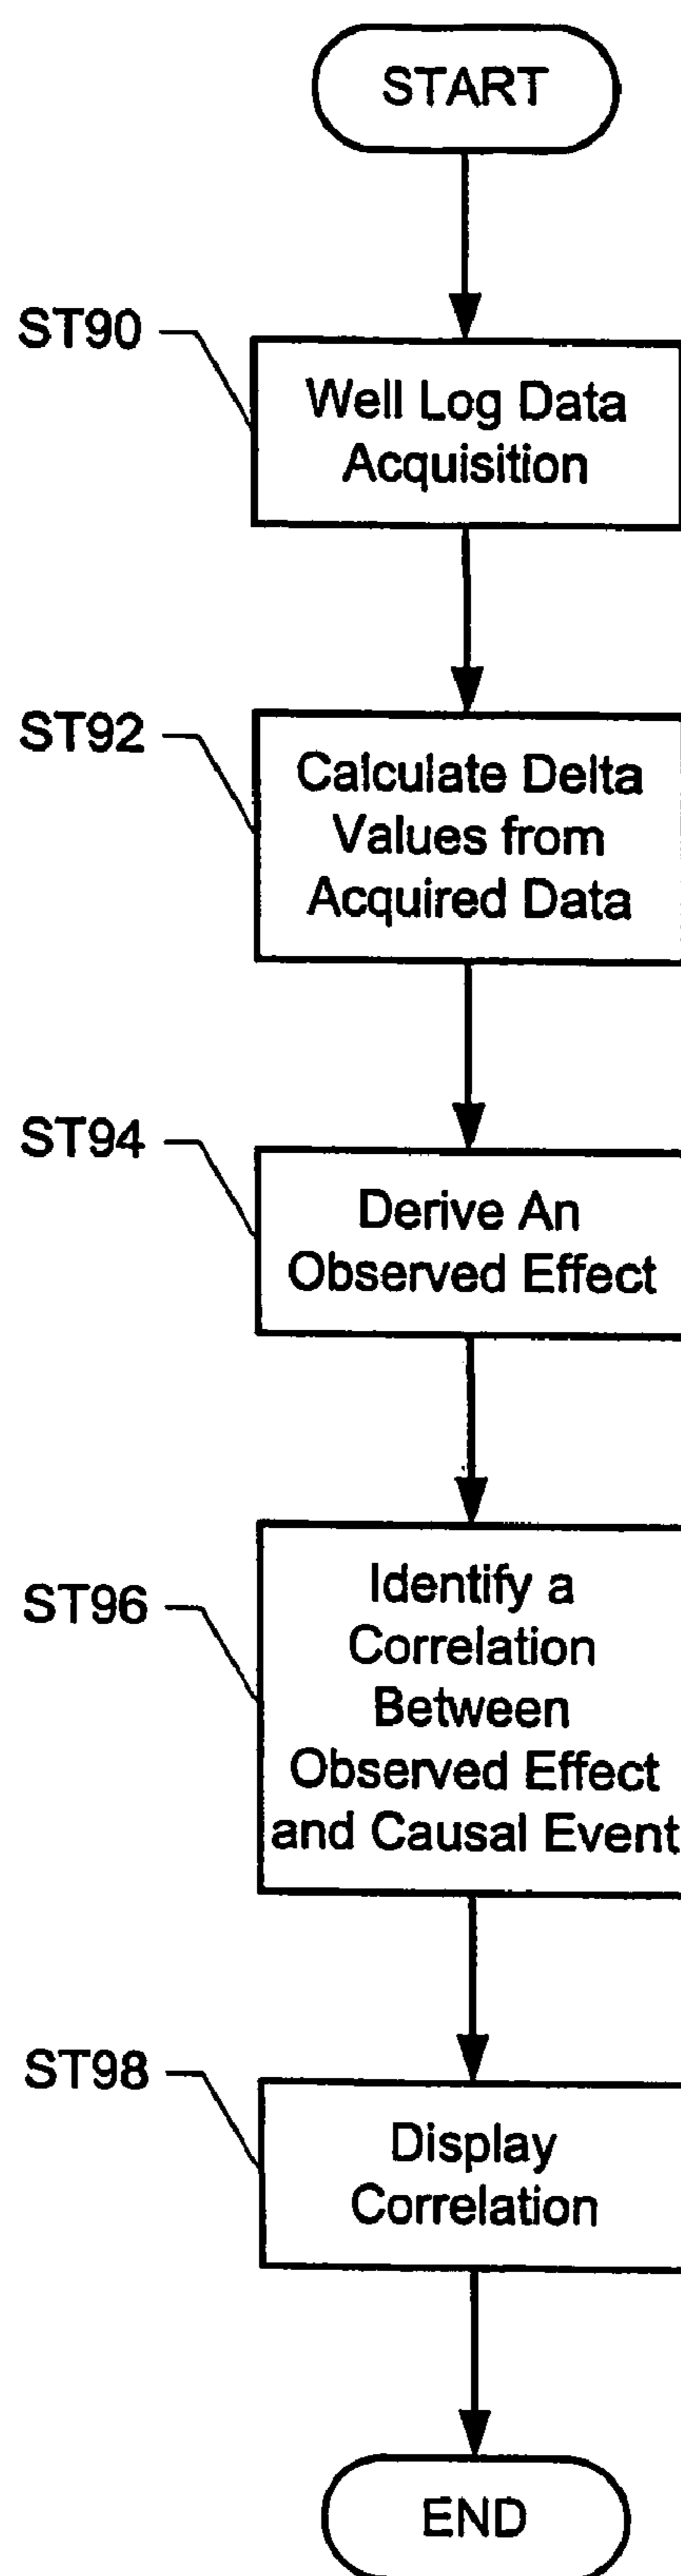 START
ST90
Well Log Data
Acquisition
ST92
Calculate Delta
Values from
Acquired Data
ST94
Derive An
Observed Effect
ST96
Identify a
Correlation
Between
Observed Effect
and Causal Event
ST98
Display
Correlation
END